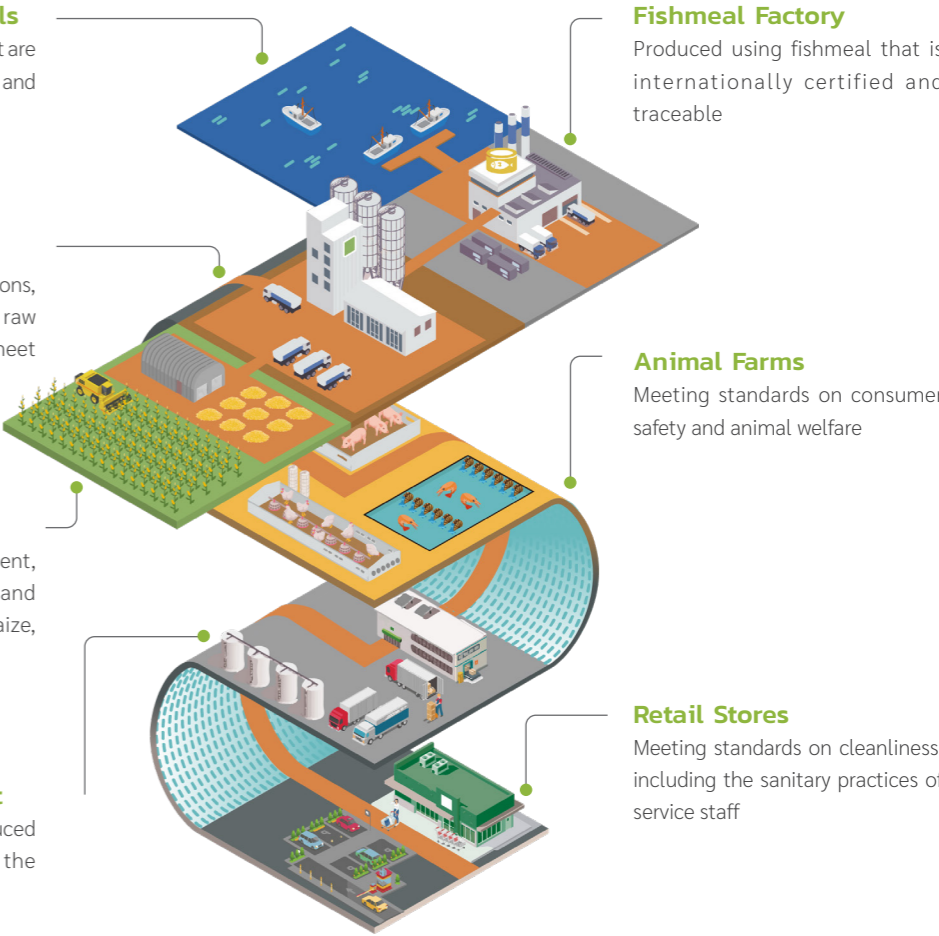 ls
t are
and
Fishmeal Factory
Produced using fishmeal that is
internationally certified and
traceable
ons,
raw
neet
Animal Farms
Meeting standards on consumer
safety and animal welfare
ent,
and
aize,
Retail Stores
Meeting standards on cleanliness
including the sanitary practices of
service staff
t
uced
the